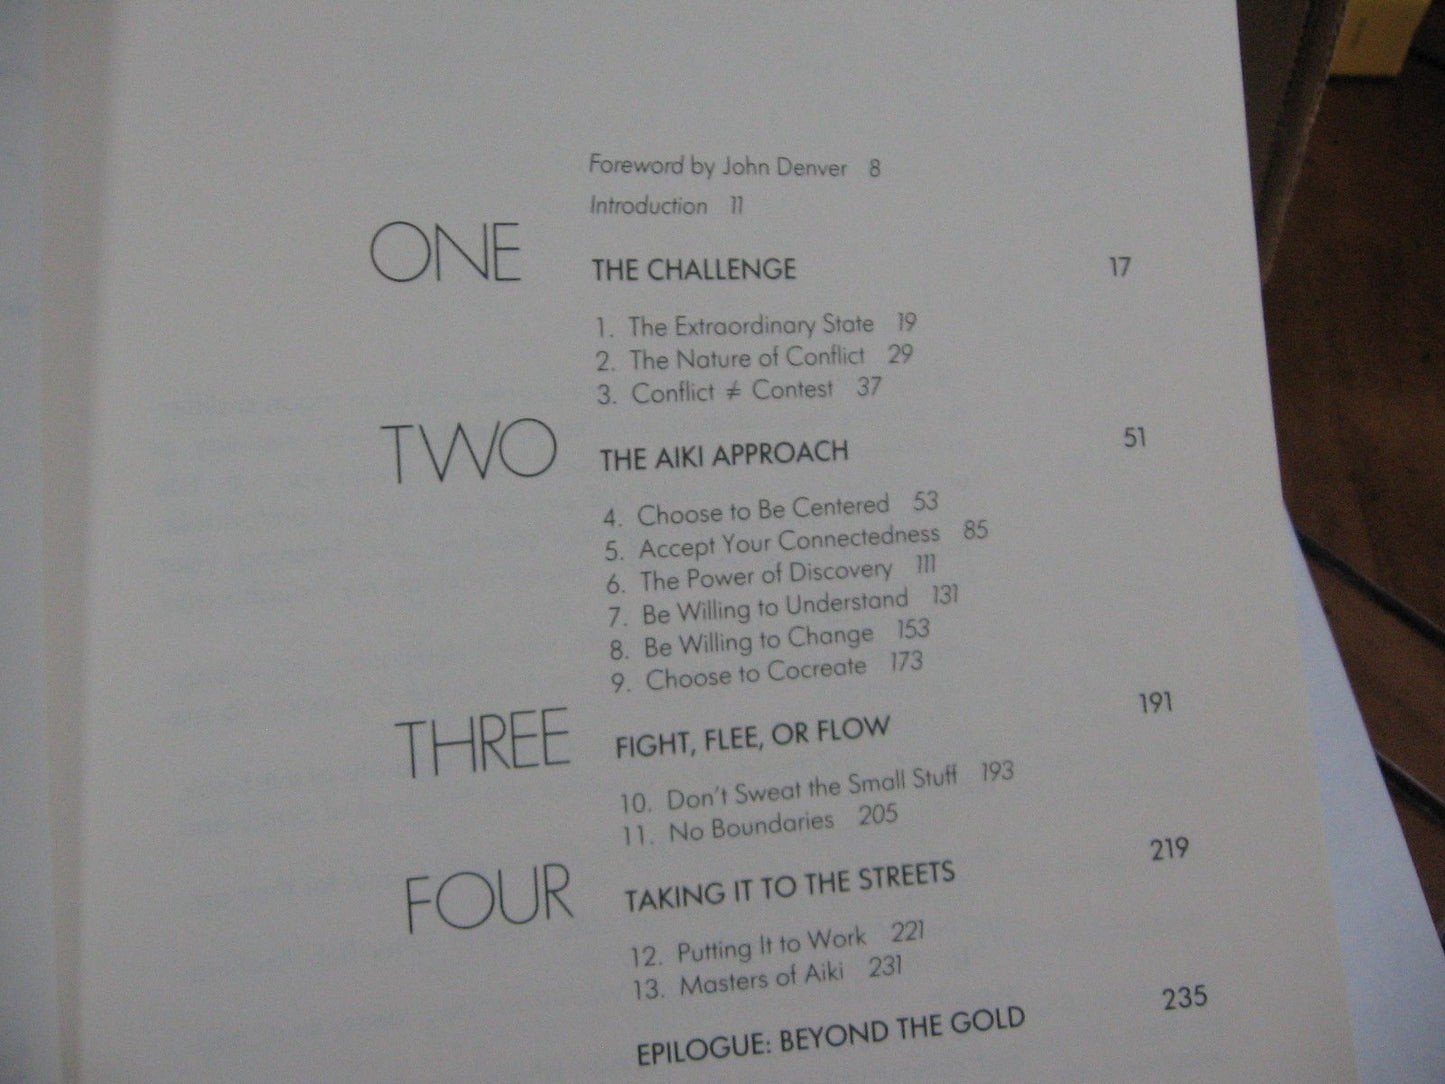 Foreword by John Denver 8
Introduction 11
ONE THE CHALLENGE 17
1. The Extraordinary State 19
2. The Nature of Conflict 29
3. Conflict ≠ Contest 37
TWO THE AIKI APPROACH 51
4. Choose to Be Centered 53
5. Accept Your Connectedness 85
6. The Power of Discovery 111
7. Be Willing to Understand 131
8. Be Willing to Change 153
9. Choose to Cocreate 173
THREE FIGHT, FLEE, OR FLOW 191
10. Don't Sweat the Small Stuff 193
11. No Boundaries 205
FOUR TAKING IT TO THE STREETS 219
12. Putting It to Work 221
13. Masters of Aiki 231
EPILOGUE: BEYOND THE GOLD 235